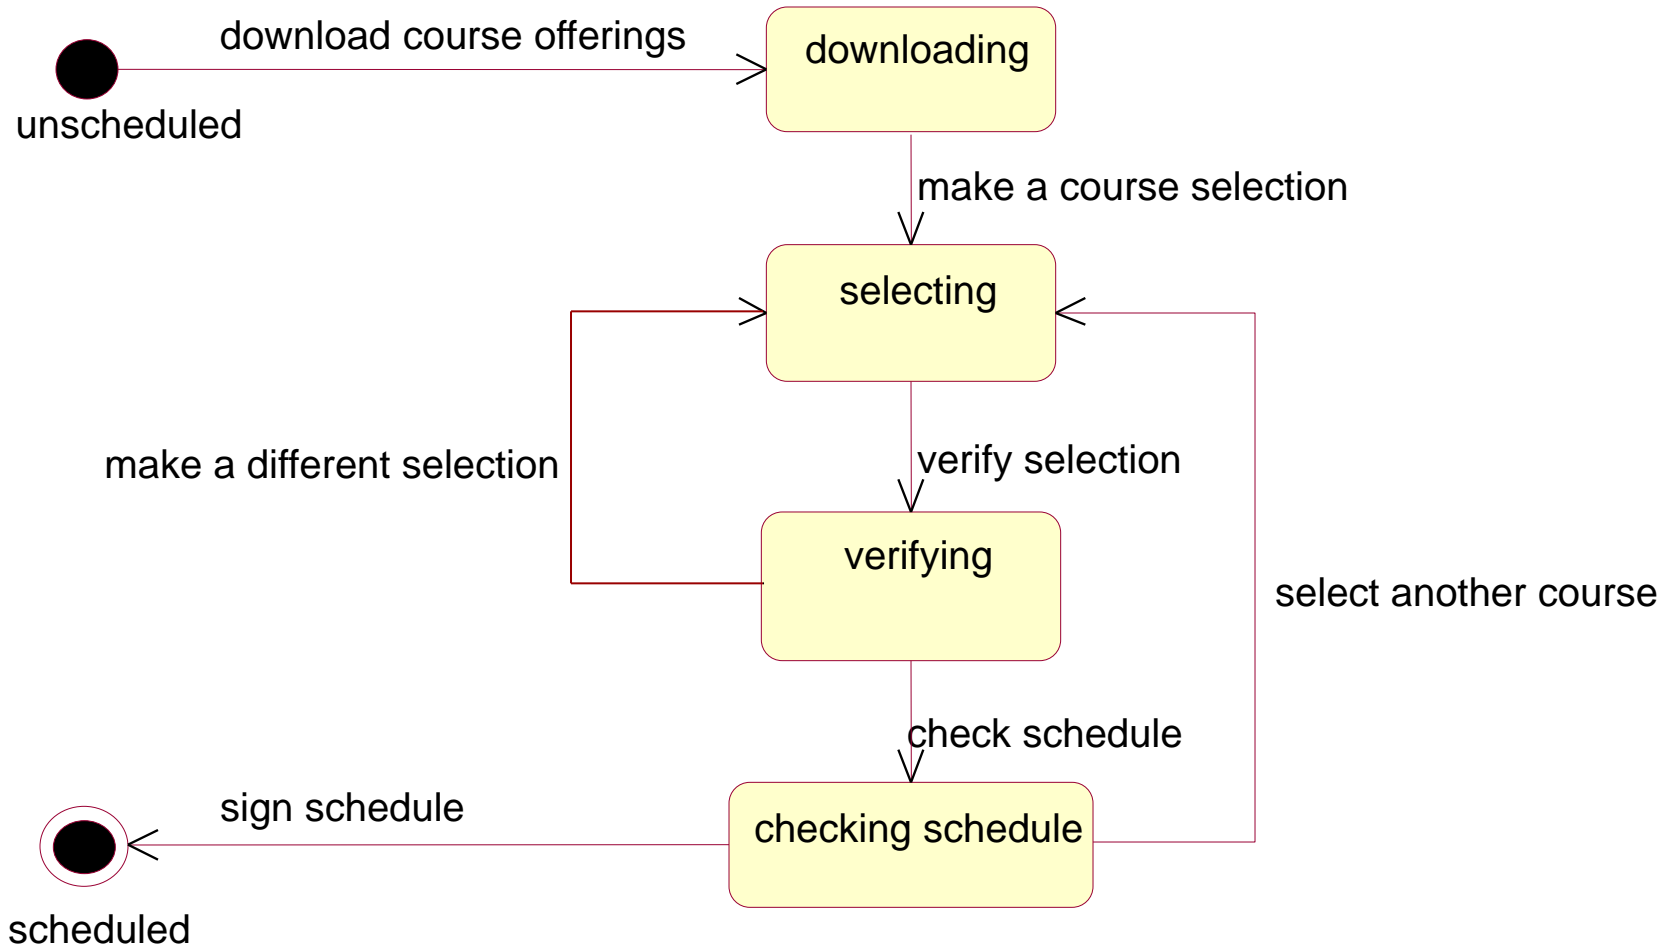 download course offerings
downloading
unscheduled
make a course selection
selecting
make a different selection
verify selection
verifying
select another course
check schedule
sign schedule
checking schedule
scheduled